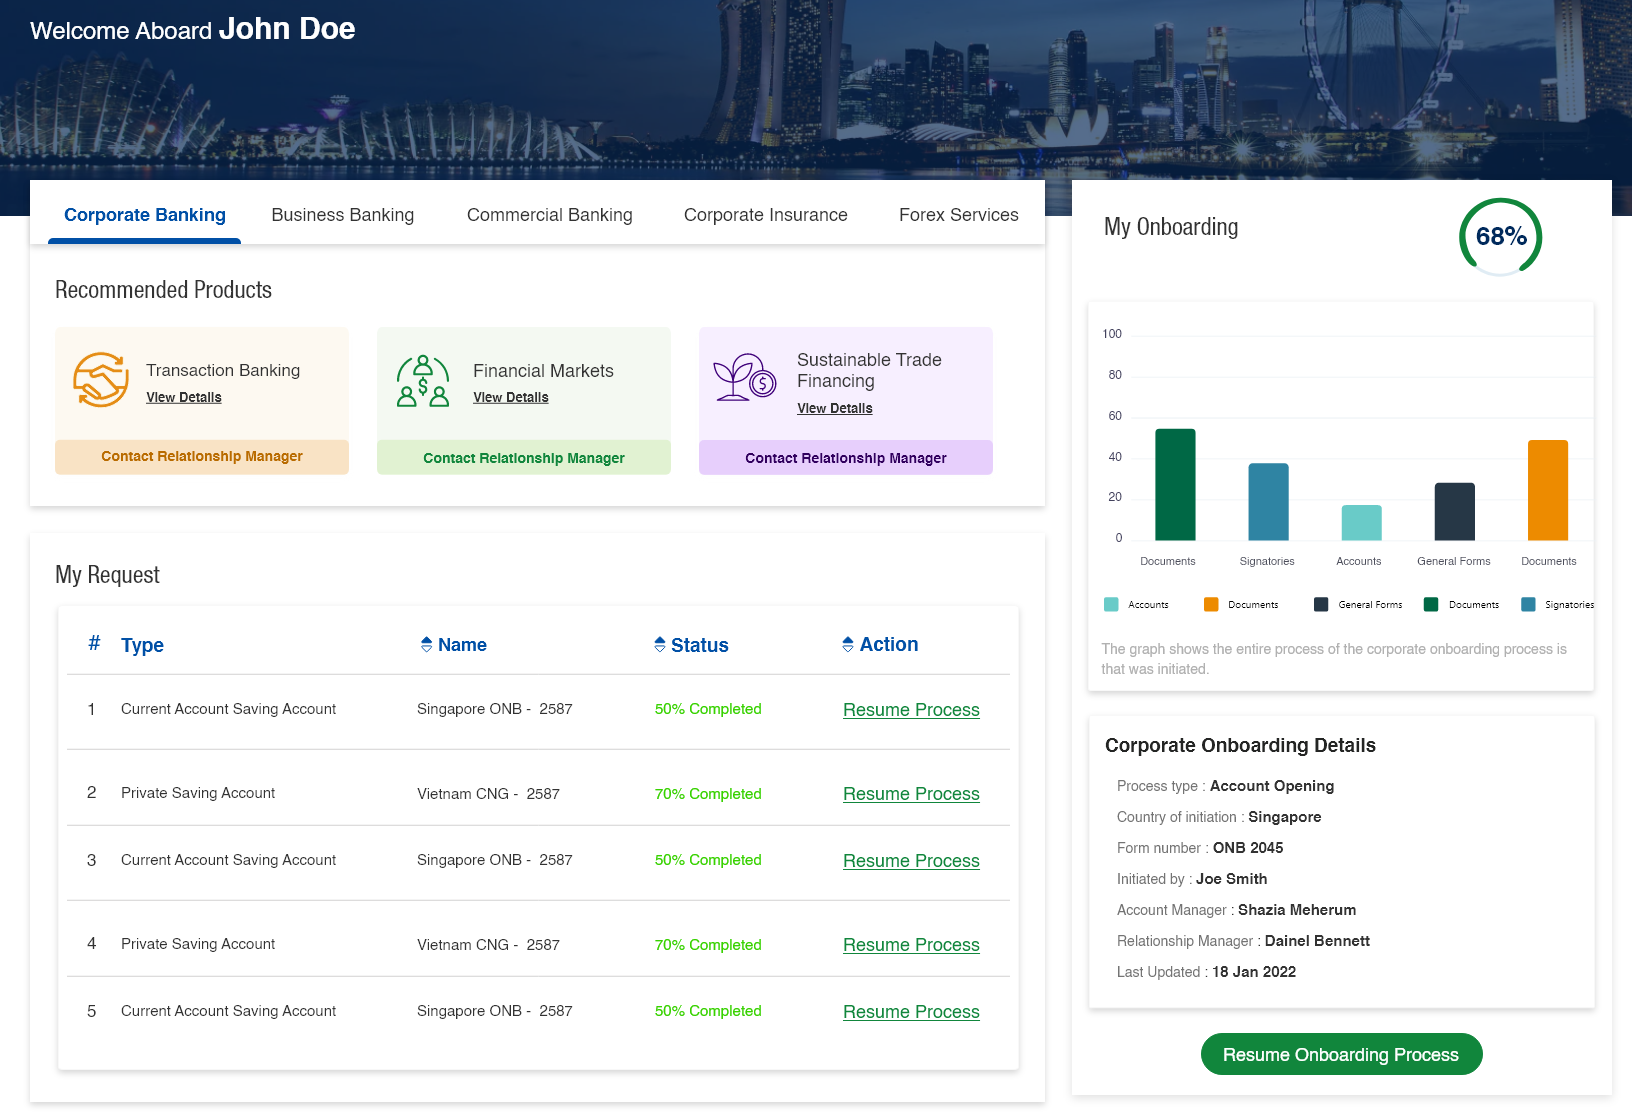 Welcome Aboard John Doe
Corporate Banking Business Banking Commercial Banking Corporate Insurance Forex Services
Recommended Products
Transaction Banking
View Details
Contact Relationship Manager
Financial Markets
View Details
Contact Relationship Manager
Sustainable Trade
Financing
View Details
Contact Relationship Manager
My Request
# Type Name Status Action
1 Current Account Saving Account Singapore ONB - 2587 50% Completed Resume Process
2 Private Saving Account Vietnam CNG - 2587 70% Completed Resume Process
3 Current Account Saving Account Singapore ONB - 2587 50% Completed Resume Process
4 Private Saving Account Vietnam CNG - 2587 70% Completed Resume Process
5 Current Account Saving Account Singapore ONB - 2587 50% Completed Resume Process
My Onboarding
68%
100
80
60
40
20
0
Documents Signatories Accounts General Forms Documents
Accounts Documents General Forms Documents Signatories
The graph shows the entire process of the corporate onboarding process is
that was initiated.
Corporate Onboarding Details
Process type : Account Opening
Country of initiation : Singapore
Form number : ONB 2045
Initiated by : Joe Smith
Account Manager : Shazia Meherum
Relationship Manager : Dainel Bennett
Last Updated : 18 Jan 2022
Resume Onboarding Process